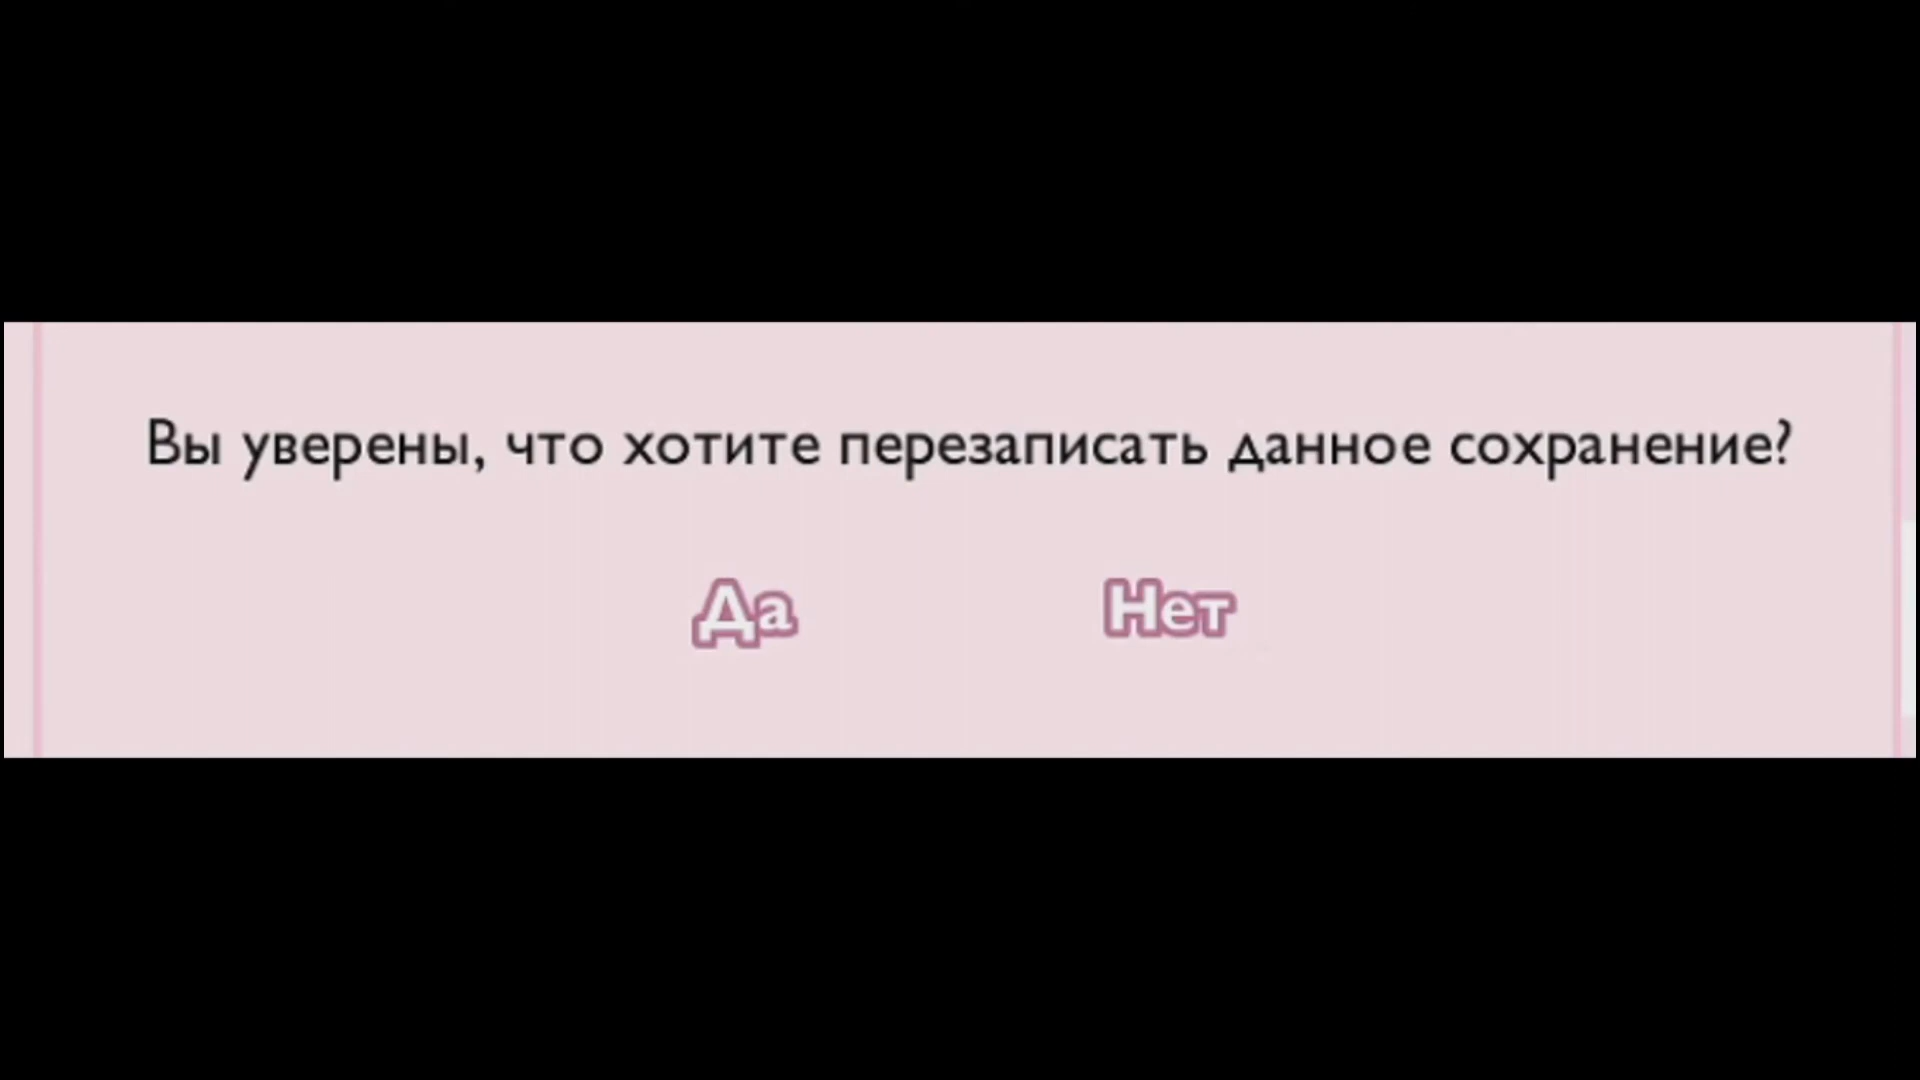 Вы уверены, что хотите перезаписать данное сохранение?
Да Нет